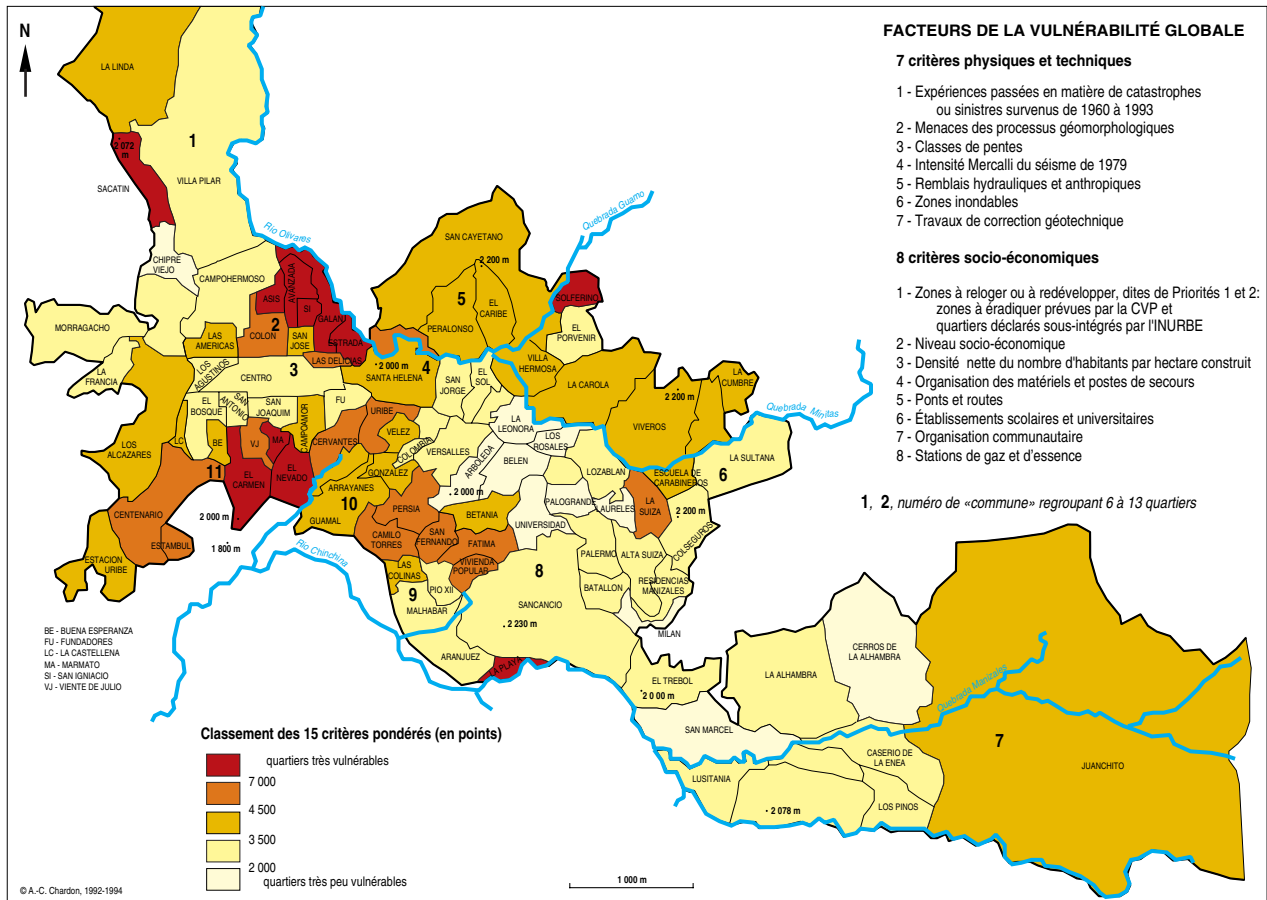 FACTEURS DE LA VULNÉRABILITÉ GLOBALE
7 critères physiques et techniques
1 - Expériences passées en matière de catastrophes
ou sinistres survenus de 1960 à 1993
2 - Menaces des processus géomorphologiques
3 - Classes de pentes
4 - Intensité Mercalli du séisme de 1979
5 - Remblais hydrauliques et anthropiques
6 - Zones inondables
7 - Travaux de correction géotechnique
8 critères socio-économiques
1 - Zones à reloger ou à redévelopper, dites de Priorités 1 et 2:
zones à éradiquer prévues par la CVP et
quartiers déclarés sous-intégrés par l'INURBE
2 - Niveau socio-économique
3 - Densité nette du nombre d'habitants par hectare construit
4 - Organisation des matériels et postes de secours
5 - Ponts et routes
6 - Établissements scolaires et universitaires
7 - Organisation communautaire
8 - Stations de gaz et d'essence
1, 2, numéro de «commune» regroupant 6 à 13 quartiers
N
LA LINDA
1
2 072
m
VILLA PILAR
SACATIN
Rio Olivares
CHIPRE
VIEJO
CAMPOHERMOSO
MORRAGACHO
LA
FRANCIA
ASIS
AVANZADA
SI
GALAN
ESTRADA
2
COLON
SAN
JOSE
LAS
AMERICAS
LAS DELICIAS
LOS
AGUSTINOS
CENTRO
3
EL
BOSQUE
SAN
ANTONIO
SAN
JOAQUIM
FU
CAMPOAMOR
LC
BE
VJ
MA
LOS
ALCAZARES
11
EL
CARMEN
EL
NEVADO
CERVANTES
URIBE
CENTENARIO
ESTAMBUL
ESTACION
URIBE
2 000 m
1 800 m
Rio Chinchina
SAN CAYETANO
2 200 m
5
PERALONSO
EL
CARIBE
Quebrada Guamo
SOLFERINO
EL
PORVENIR
2 000 m
4
SANTA HELENA
SAN
JORGE
EL
SOL
VILLA
HERMOSA
LA CAROLA
2 200 m
VIVEROS
LA
CUMBRE
Quebrada Minitas
VELEZ
COLOMBIA
VERSALLES
LA
LEONORA
ARBOLEDA
BELEN
LOS
ROSALES
LOZABLAN
ESCUELA DE
CARABINEROS
LA SULTANA
6
GONZALEZ
ARRAYANES
10
GUAMAL
2 000 m
PERSIA
BETANIA
UNIVERSIDAD
PALOGRANDE
LAURELES
LA
SUIZA
2 200 m
COLSEGUROS
CAMILO
TORRES
SAN
FERNANDO
FATIMA
VIVIENDA
POPULAR
8
PALERMO
ALTA SUIZA
BATALLON
RESIDENCIAS
MANIZALES
LAS
COLINAS
9
PIO XII
MALHABAR
SANCANCIO
2 230 m
MILAN
ARANJUEZ
LA PLAYA
EL TREBOL
2 000 m
LA ALHAMBRA
CERROS DE
LA ALHAMBRA
Quebrada Manizales
SAN MARCEL
7
JUANCHITO
CASERIO DE
LA ENEA
LUSITANIA
2 078 m
LOS PINOS
BE - BUENA ESPERANZA
FU - FUNDADORES
LC - LA CASTELLENA
MA - MARMATO
SI - SAN IGNIACIO
VJ - VIENTE DE JULIO
Classement des 15 critères pondérés (en points)
quartiers très vulnérables
7 000
4 500
3 500
2 000
quartiers très peu vulnérables
1 000 m
© A.-C. Chardon, 1992-1994